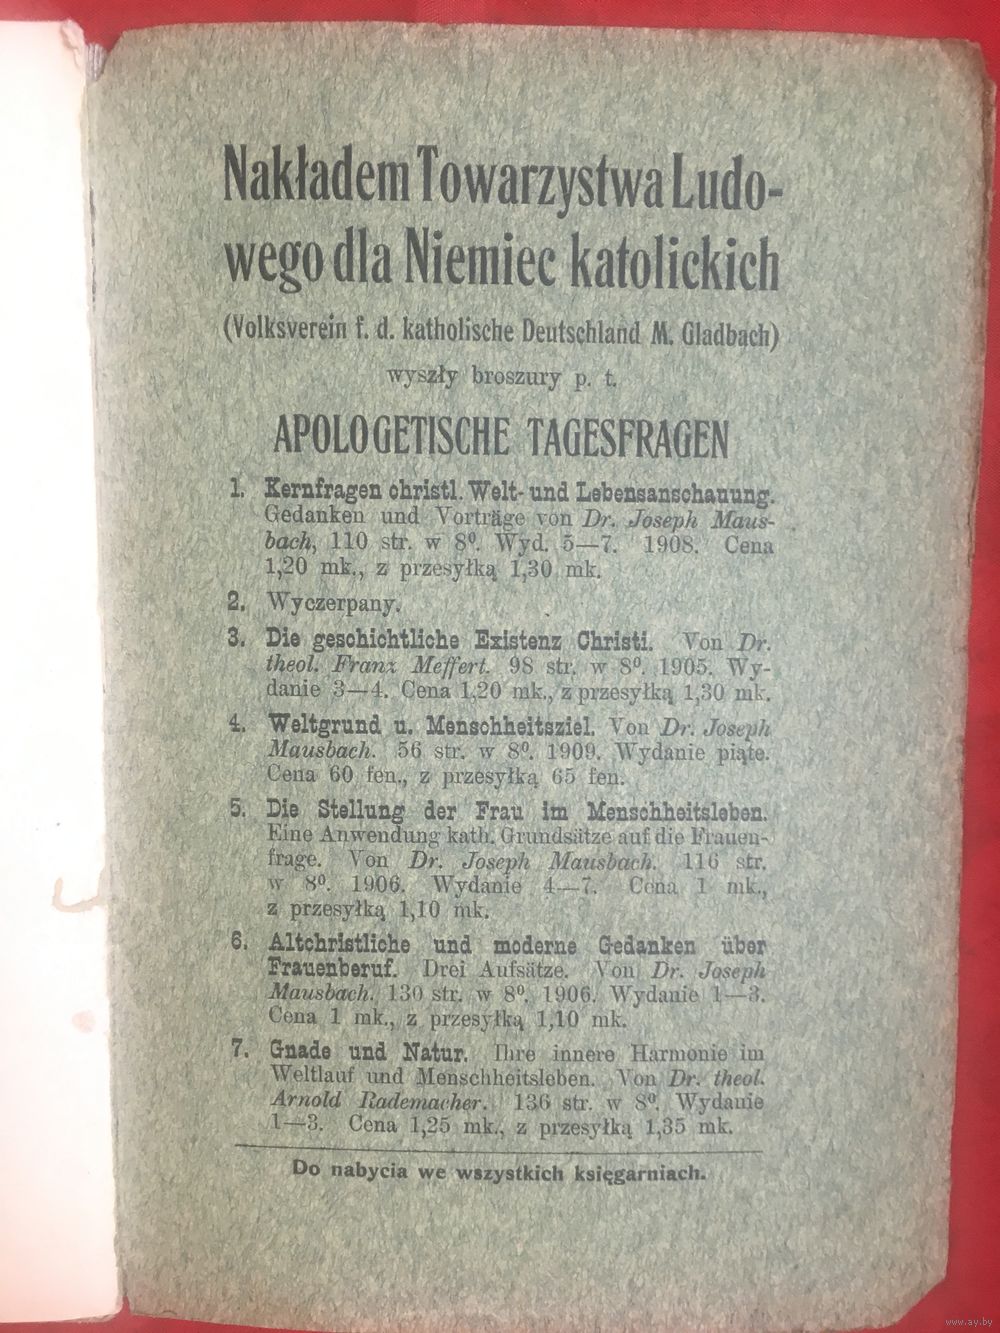 Nakładem Towarzystwa Ludo-
wego dla Niemiec katolickich
(Volksverein f. d. katholische Deutschland M. Gladbach)
wyszły broszury p. t.
APOLOGETISCHE TAGESFRAGEN
1. Kernfragen christl. Welt- und Lebensanschauung.
Gedanken und Vorträge von Dr. Joseph Maus-
bach, 110 str. w 8⁰. Wyd. 5—7. 1908. Cena
1,20 mk., z przesyłką 1,30 mk.
2. Wyczerpany.
3. Die geschichtliche Existenz Christi. Von Dr.
theol. Franz Meffert. 98 str. w 8⁰. 1905. Wy-
danie 3—4. Cena 1,20 mk., z przesyłką 1,30 mk.
4. Weltgrund u. Menschheitsziel. Von Dr. Joseph
Mausbach. 56 str. w 8⁰. 1909. Wydanie piąte.
Cena 60 fen., z przesyłką 65 fen.
5. Die Stellung der Frau im Menschheitsleben.
Eine Anwendung kath. Grundsätze auf die Frauen-
frage. Von Dr. Joseph Mausbach. 116 str.
w 8⁰. 1906. Wydanie 4—7. Cena 1 mk.,
z przesyłką 1,10 mk.
6. Altchristliche und moderne Gedanken über
Frauenberuf. Drei Aufsätze. Von Dr. Joseph
Mausbach. 130 str. w 8⁰. 1906. Wydanie 1—3.
Cena 1 mk., z przesyłką 1,10 mk.
7. Gnade und Natur. Ihre innere Harmonie im
Weltlauf und Menschheitsleben. Von Dr. theol.
Arnold Rademacher. 136 str. w 8⁰. Wydanie
1—3. Cena 1,25 mk., z przesyłką 1,35 mk.
Do nabycia we wszystkich księgarniach.
www.ay.by